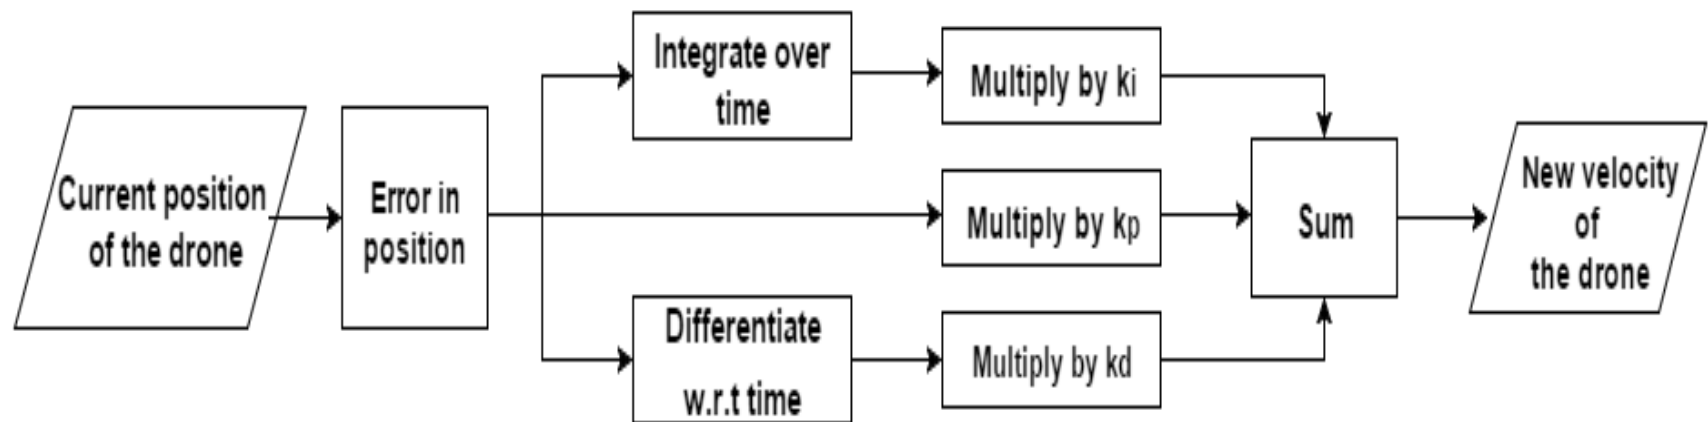 Current position
of the drone
Error in
position
Integrate over
time
Multiply by ki
Multiply by kp
Differentiate
w.r.t time
Multiply by kd
Sum
New velocity
of
the drone